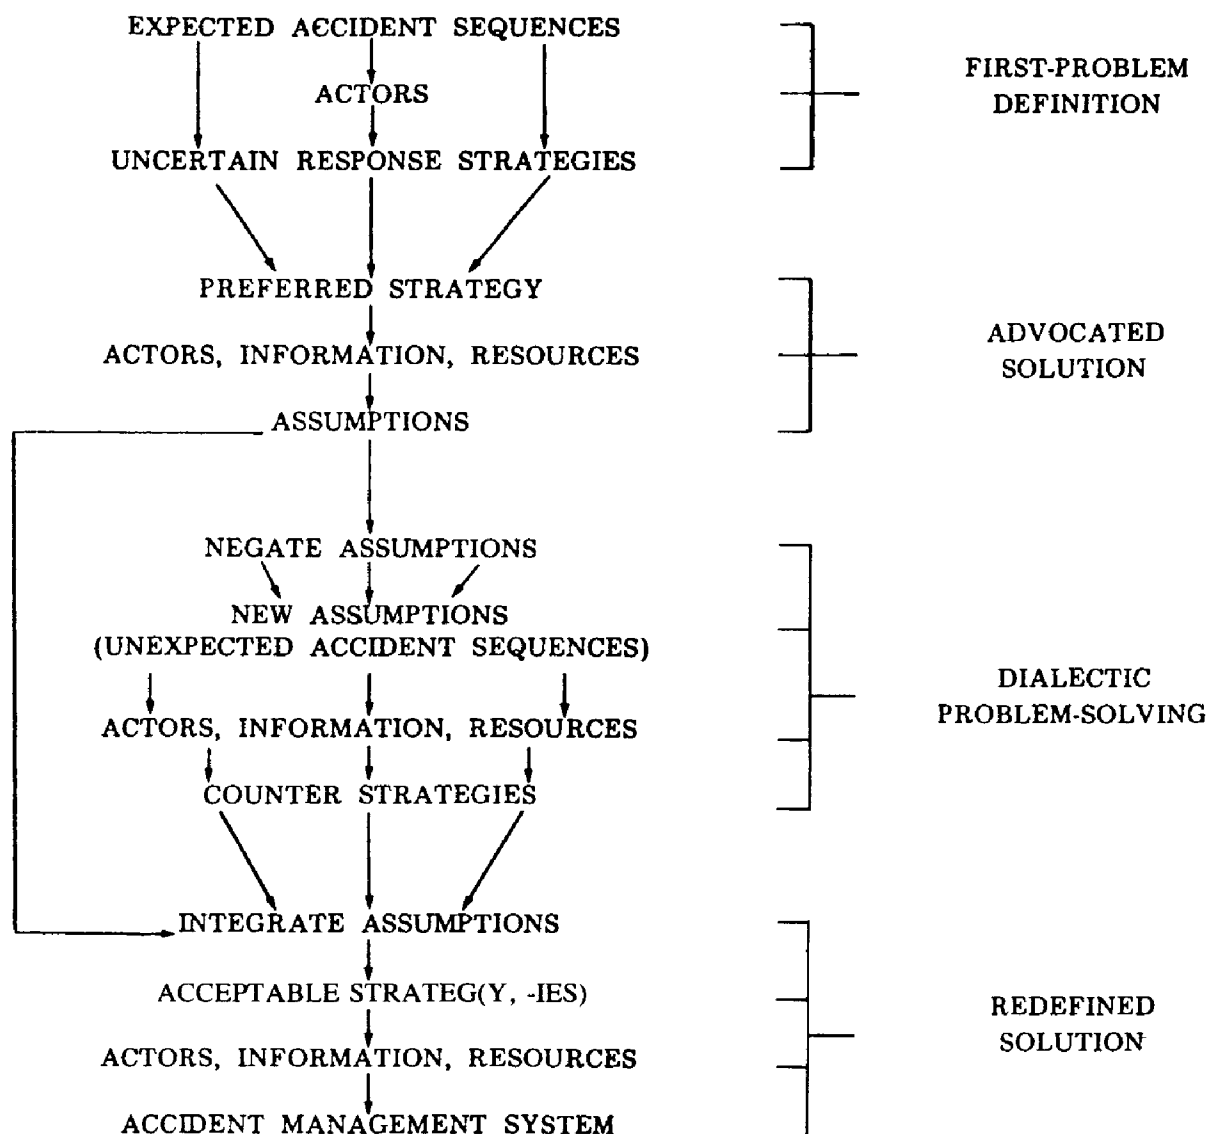 EXPECTED ACCIDENT SEQUENCES
ACTORS
UNCERTAIN RESPONSE STRATEGIES
FIRST-PROBLEM
DEFINITION
PREFERRED STRATEGY
ACTORS, INFORMATION, RESOURCES
ASSUMPTIONS
ADVOCATED
SOLUTION
NEGATE ASSUMPTIONS
NEW ASSUMPTIONS
(UNEXPECTED ACCIDENT SEQUENCES)
ACTORS, INFORMATION, RESOURCES
COUNTER STRATEGIES
DIALECTIC
PROBLEM-SOLVING
INTEGRATE ASSUMPTIONS
ACCEPTABLE STRATEG(Y, -IES)
ACTORS, INFORMATION, RESOURCES
ACCIDENT MANAGEMENT SYSTEM
REDEFINED
SOLUTION